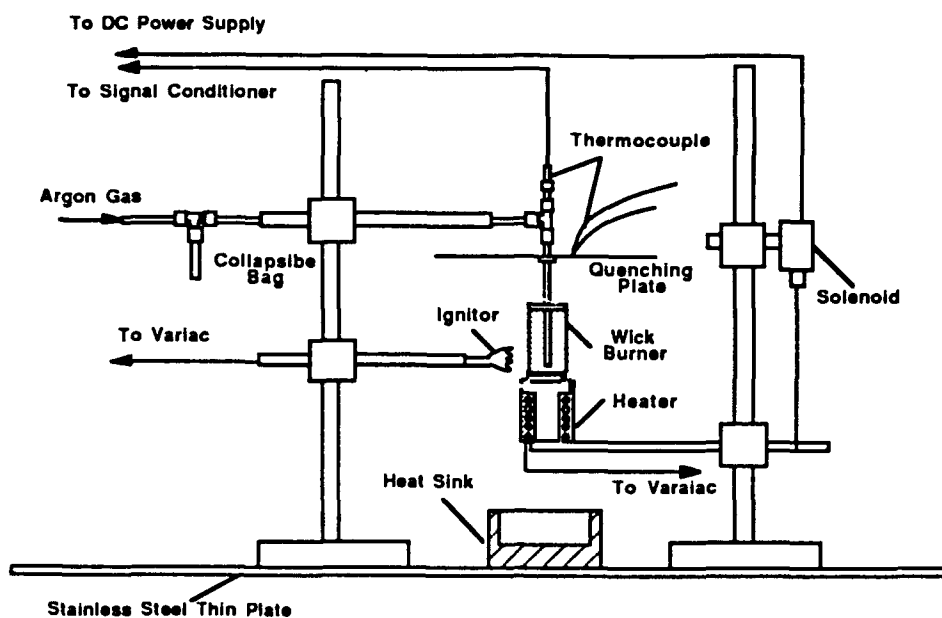 To DC Power Supply
To Signal Conditioner
Thermocouple
Argon Gas
Collapsibe
Bag
Quenching
Plate
Solenoid
Ignitor
To Variac
Wick
Burner
Heater
Heat Sink
To Varaiac
Stainless Steel Thin Plate